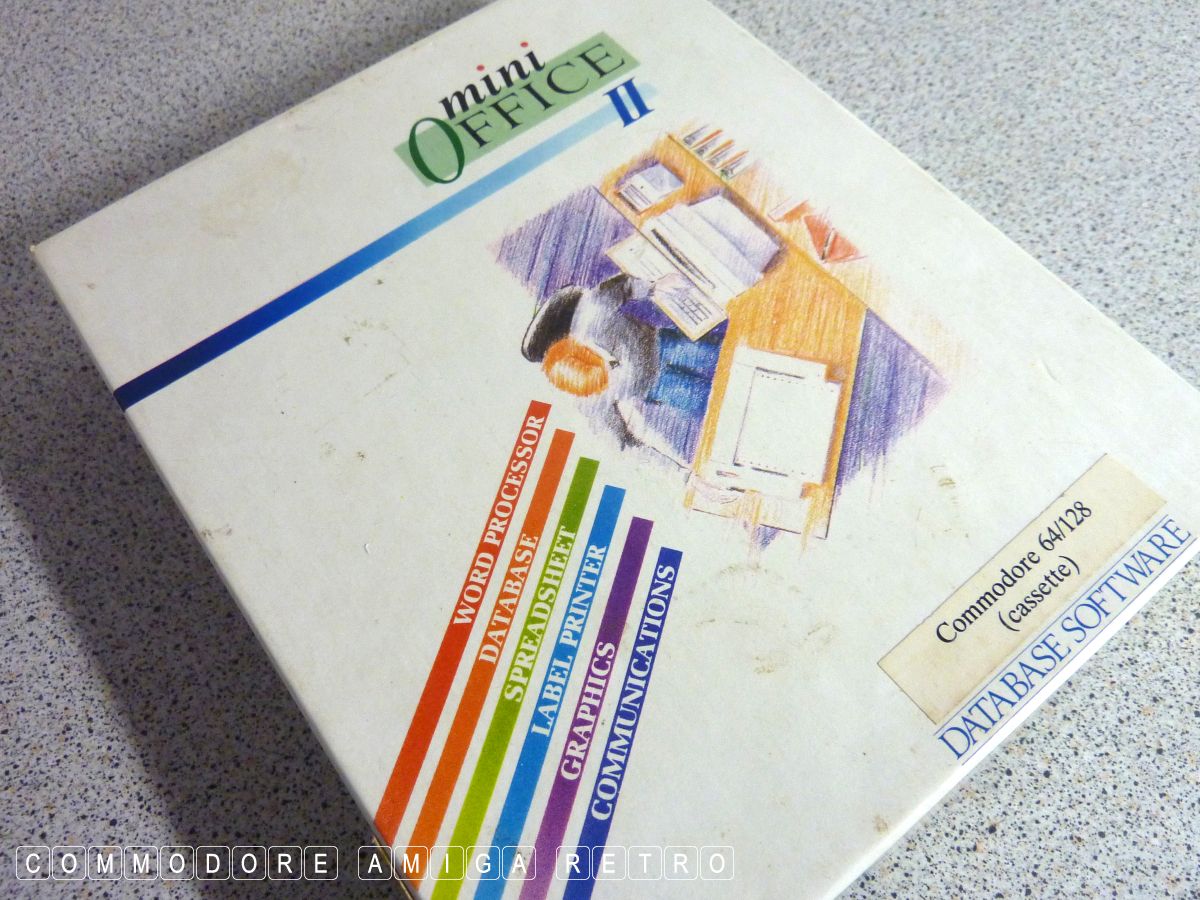 mini
OFFICE
II
WORD PROCESSOR
DATABASE
SPREADSHEET
LABEL PRINTER
GRAPHICS
COMMUNICATIONS
Commodore 64/128
(cassette)
DATABASE SOFTWARE
COMMODORE AMIGA RETRO